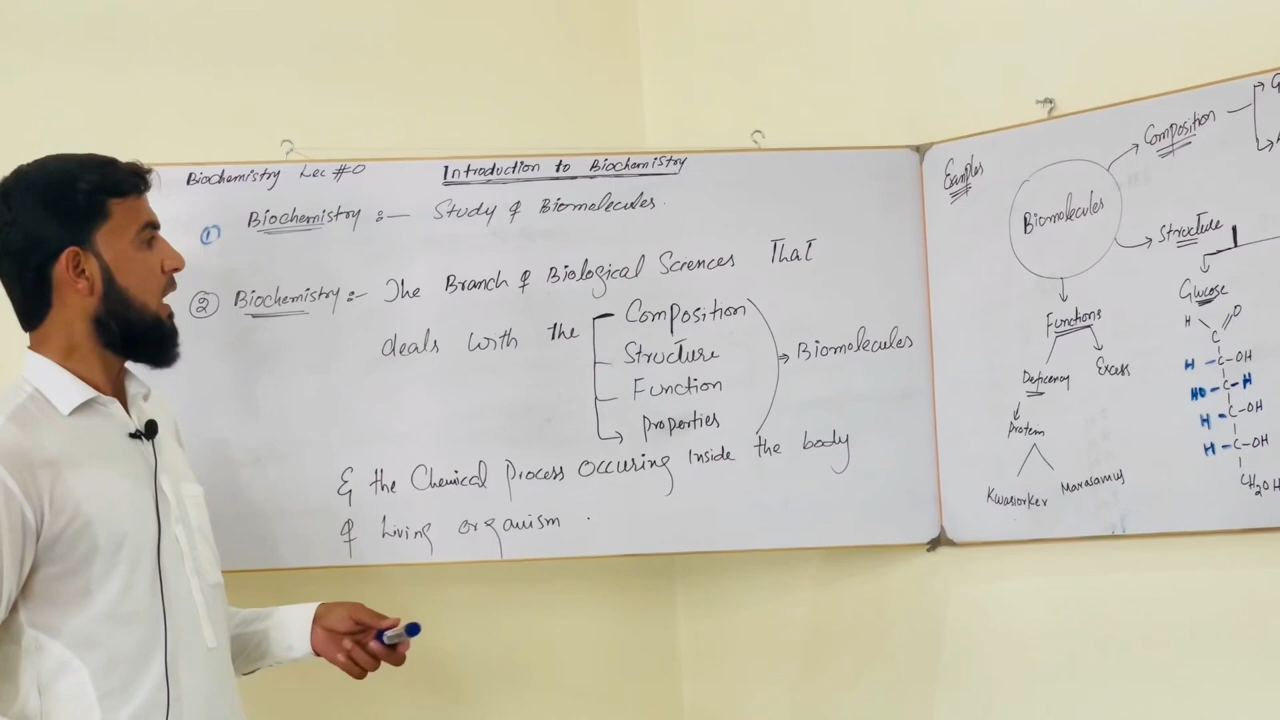 Biochemistry Lec #0
Introduction to Biochemistry
① Biochemistry :- Study of Biomolecules.
② Biochemistry :- The Branch of Biological Sciences That
deals with the
Composition
Structure
Function
Properties
Biomolecules
& the Chemical Process Occuring Inside the body
of Living organism .
Examples
Biomolecules
Composition
G
Structure
Functions
Deficency
Excess
Protein
Kwasiorker
Marasamus
Glucose
H
O
C
H-C-OH
HO-C-H
H-C-OH
H-C-OH
CH2OH